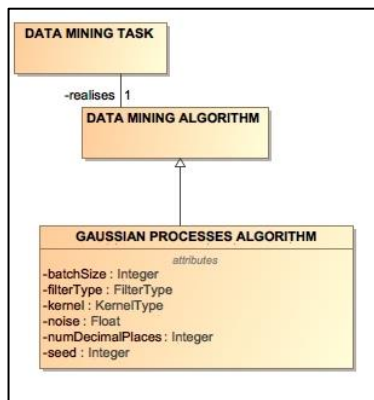 DATA MINING TASK
-realises 1
DATA MINING ALGORITHM
GAUSSIAN PROCESSES ALGORITHM
attributes
-batchSize : Integer
-filterType : FilterType
-kernel : KernelType
-noise : Float
-numDecimalPlaces : Integer
-seed : Integer